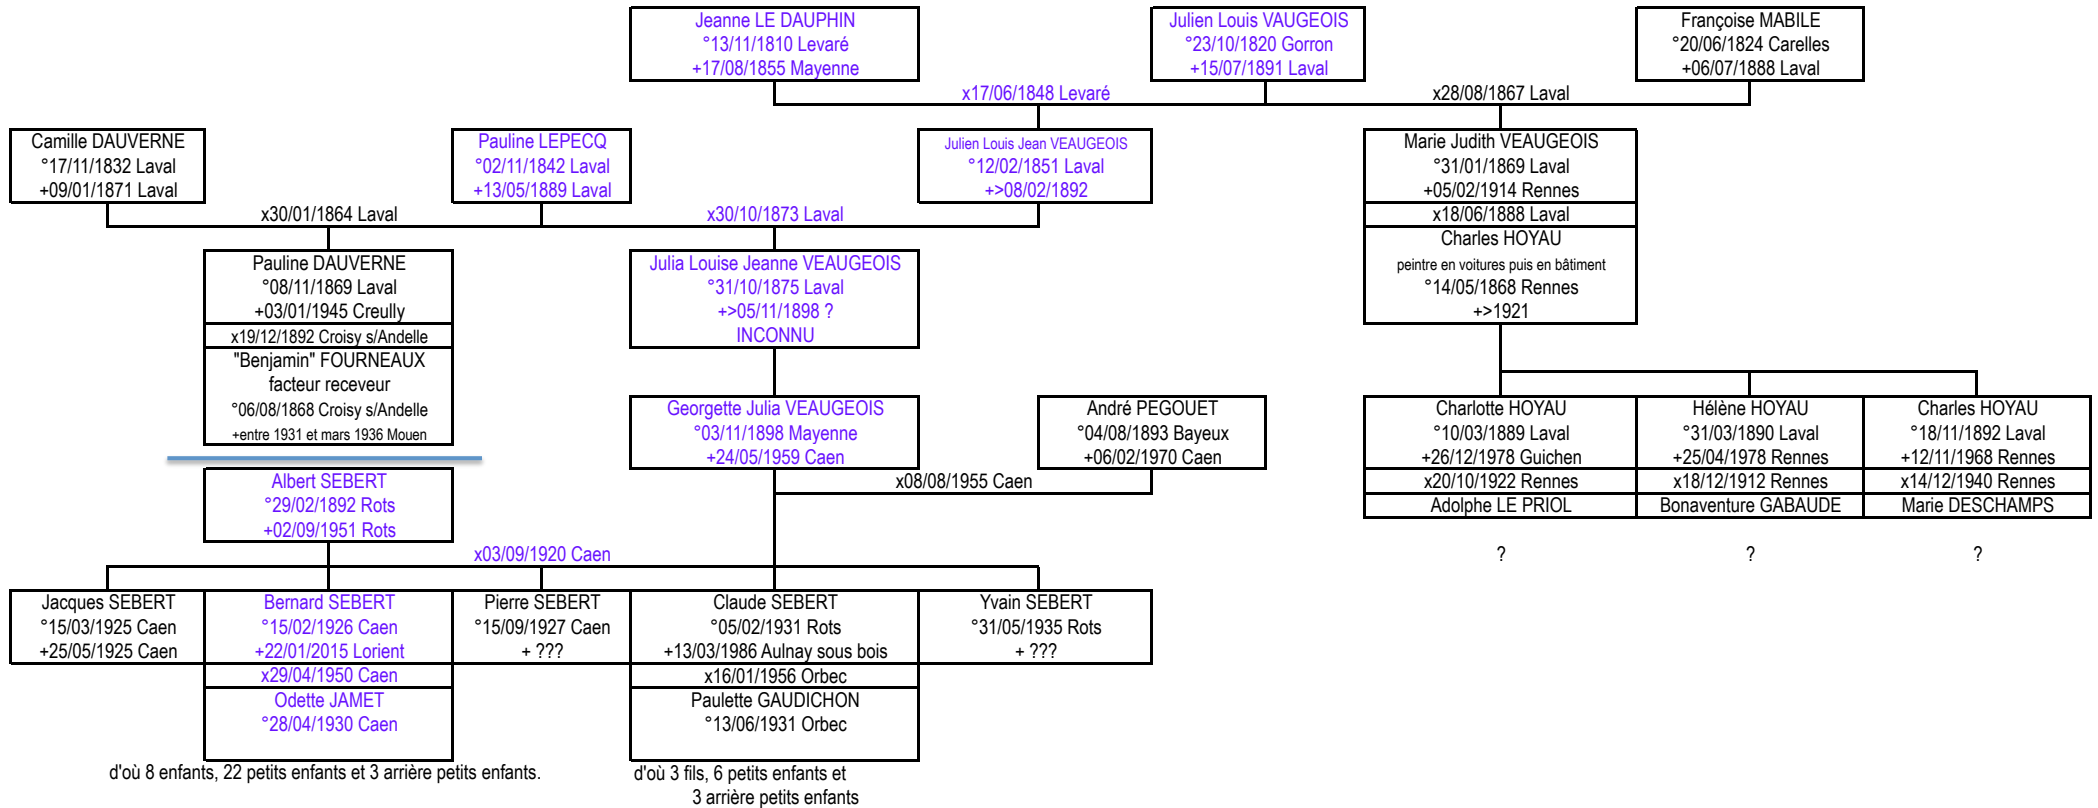 Jeanne LE DAUPHIN
°13/11/1810 Levaré
+17/08/1855 Mayenne
Julien Louis VAUGEOIS
°23/10/1820 Gorron
+15/07/1891 Laval
Françoise MABILE
°20/06/1824 Carelles
+06/07/1888 Laval
x17/06/1848 Levaré
x28/08/1867 Laval
Camille DAUVERNE
°17/11/1832 Laval
+09/01/1871 Laval
Pauline LEPECQ
°02/11/1842 Laval
+13/05/1889 Laval
Julien Louis Jean VEAUGEOIS
°12/02/1851 Laval
+>08/02/1892
Marie Judith VEAUGEOIS
°31/01/1869 Laval
+05/02/1914 Rennes
x18/06/1888 Laval
Charles HOYAU
peintre en voitures puis en bâtiment
°14/05/1868 Rennes
+>1921
x30/01/1864 Laval
x30/10/1873 Laval
Pauline DAUVERNE
°08/11/1869 Laval
+03/01/1945 Creully
x19/12/1892 Croisy s/Andelle
"Benjamin" FOURNEAUX
facteur receveur
°06/08/1868 Croisy s/Andelle
+entre 1931 et mars 1936 Mouen
Julia Louise Jeanne VEAUGEOIS
°31/10/1875 Laval
+>05/11/1898 ?
INCONNU
Georgette Julia VEAUGEOIS
°03/11/1898 Mayenne
+24/05/1959 Caen
André PEGOUET
°04/08/1893 Bayeux
+06/02/1970 Caen
x08/08/1955 Caen
Charlotte HOYAU
°10/03/1889 Laval
+26/12/1978 Guichen
x20/10/1922 Rennes
Adolphe LE PRIOL
?
Hélène HOYAU
°31/03/1890 Laval
+25/04/1978 Rennes
x18/12/1912 Rennes
Bonaventure GABAUDE
?
Charles HOYAU
°18/11/1892 Laval
+12/11/1968 Rennes
x14/12/1940 Rennes
Marie DESCHAMPS
?
Albert SEBERT
°29/02/1892 Rots
+02/09/1951 Rots
x03/09/1920 Caen
Jacques SEBERT
°15/03/1925 Caen
+25/05/1925 Caen
Bernard SEBERT
°15/02/1926 Caen
+22/01/2015 Lorient
x29/04/1950 Caen
Odette JAMET
°28/04/1930 Caen
Pierre SEBERT
°15/09/1927 Caen
+ ???
Claude SEBERT
°05/02/1931 Rots
+13/03/1986 Aulnay sous bois
x16/01/1956 Orbec
Paulette GAUDICHON
°13/06/1931 Orbec
Yvain SEBERT
°31/05/1935 Rots
+ ???
d'où 8 enfants, 22 petits enfants et 3 arrière petits enfants.
d'où 3 fils, 6 petits enfants et
3 arrière petits enfants